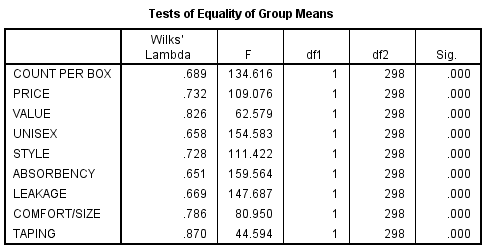 Tests of Equality of Group Means
Wilks' Lambda F df1 df2 Sig.
COUNT PER BOX .689 134.616 1 298 .000
PRICE .732 109.076 1 298 .000
VALUE .826 62.579 1 298 .000
UNISEX .658 154.583 1 298 .000
STYLE .728 111.422 1 298 .000
ABSORBENCY .651 159.564 1 298 .000
LEAKAGE .669 147.687 1 298 .000
COMFORT/SIZE .786 80.950 1 298 .000
TAPING .870 44.594 1 298 .000